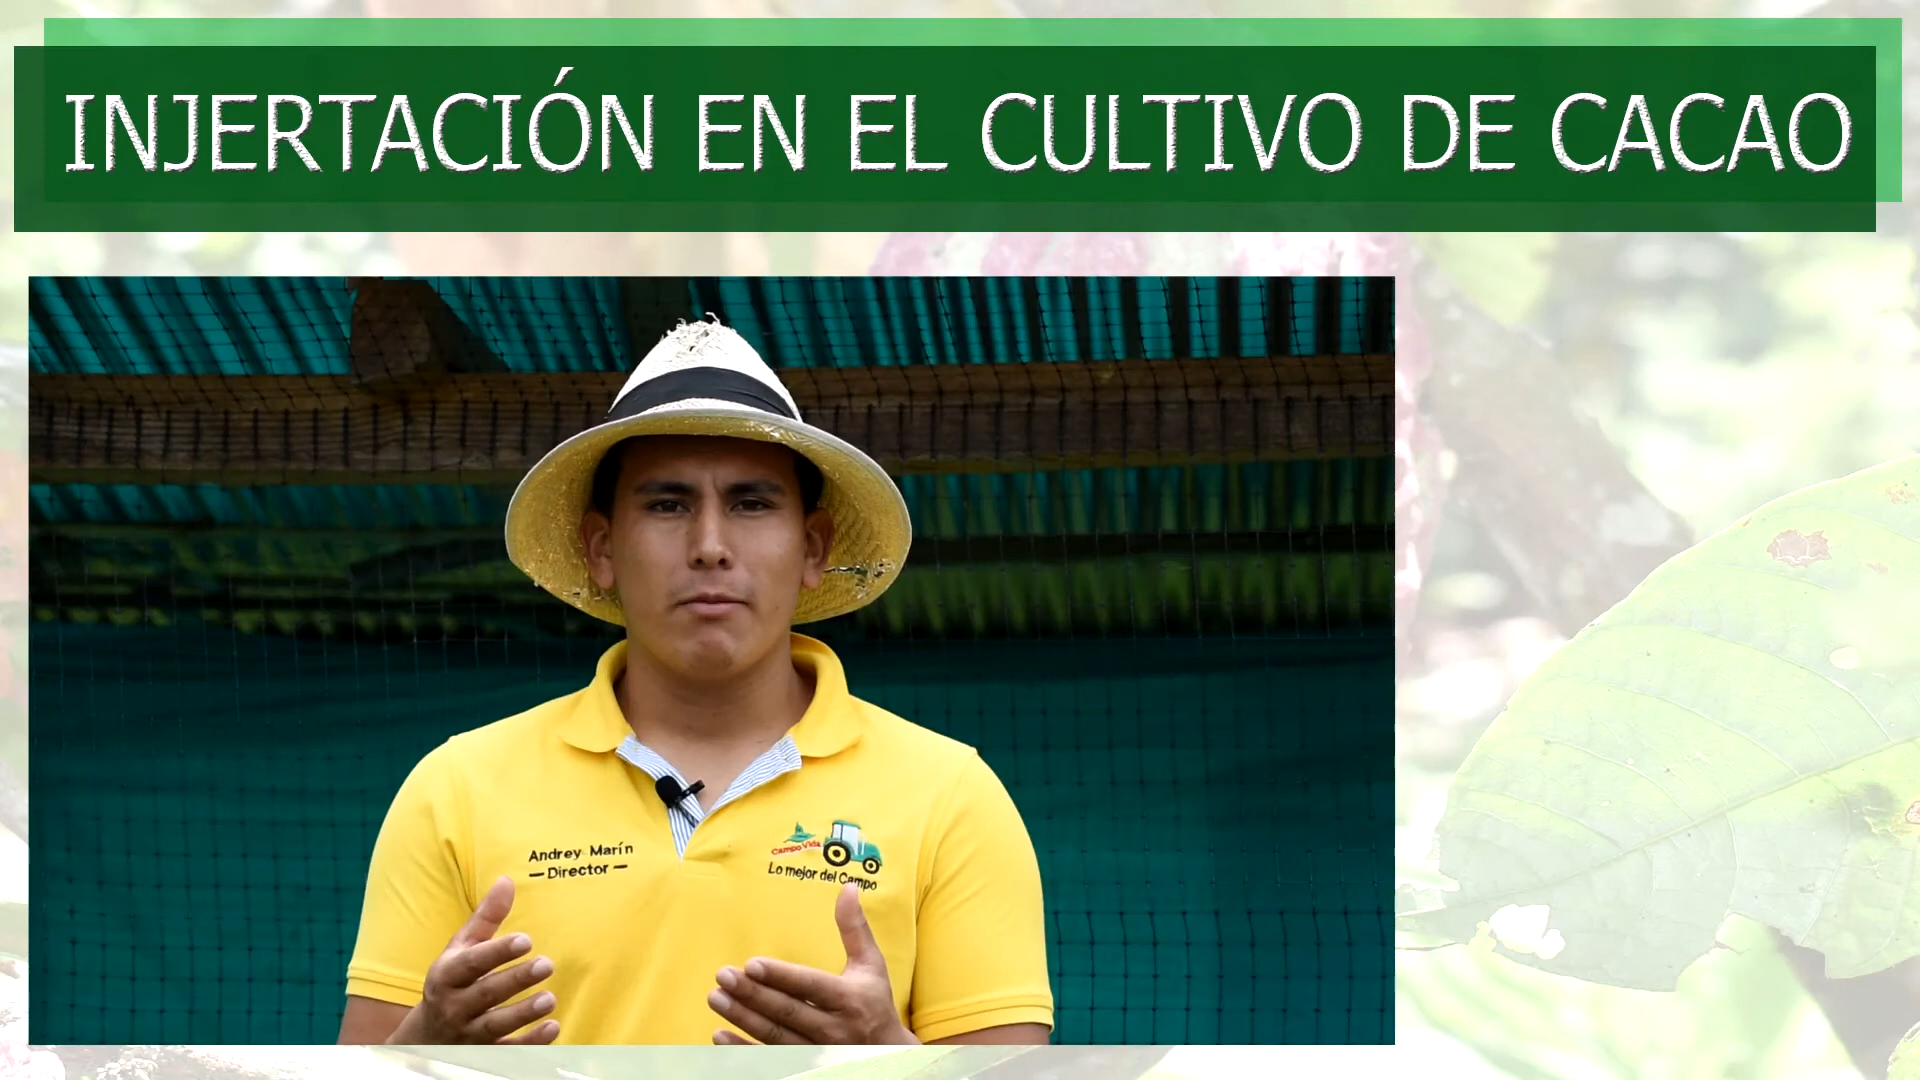 INJERTACIÓN EN EL CULTIVO DE CACAO
Andrey Marín
Director
Campo Vida
Lo mejor del Campo